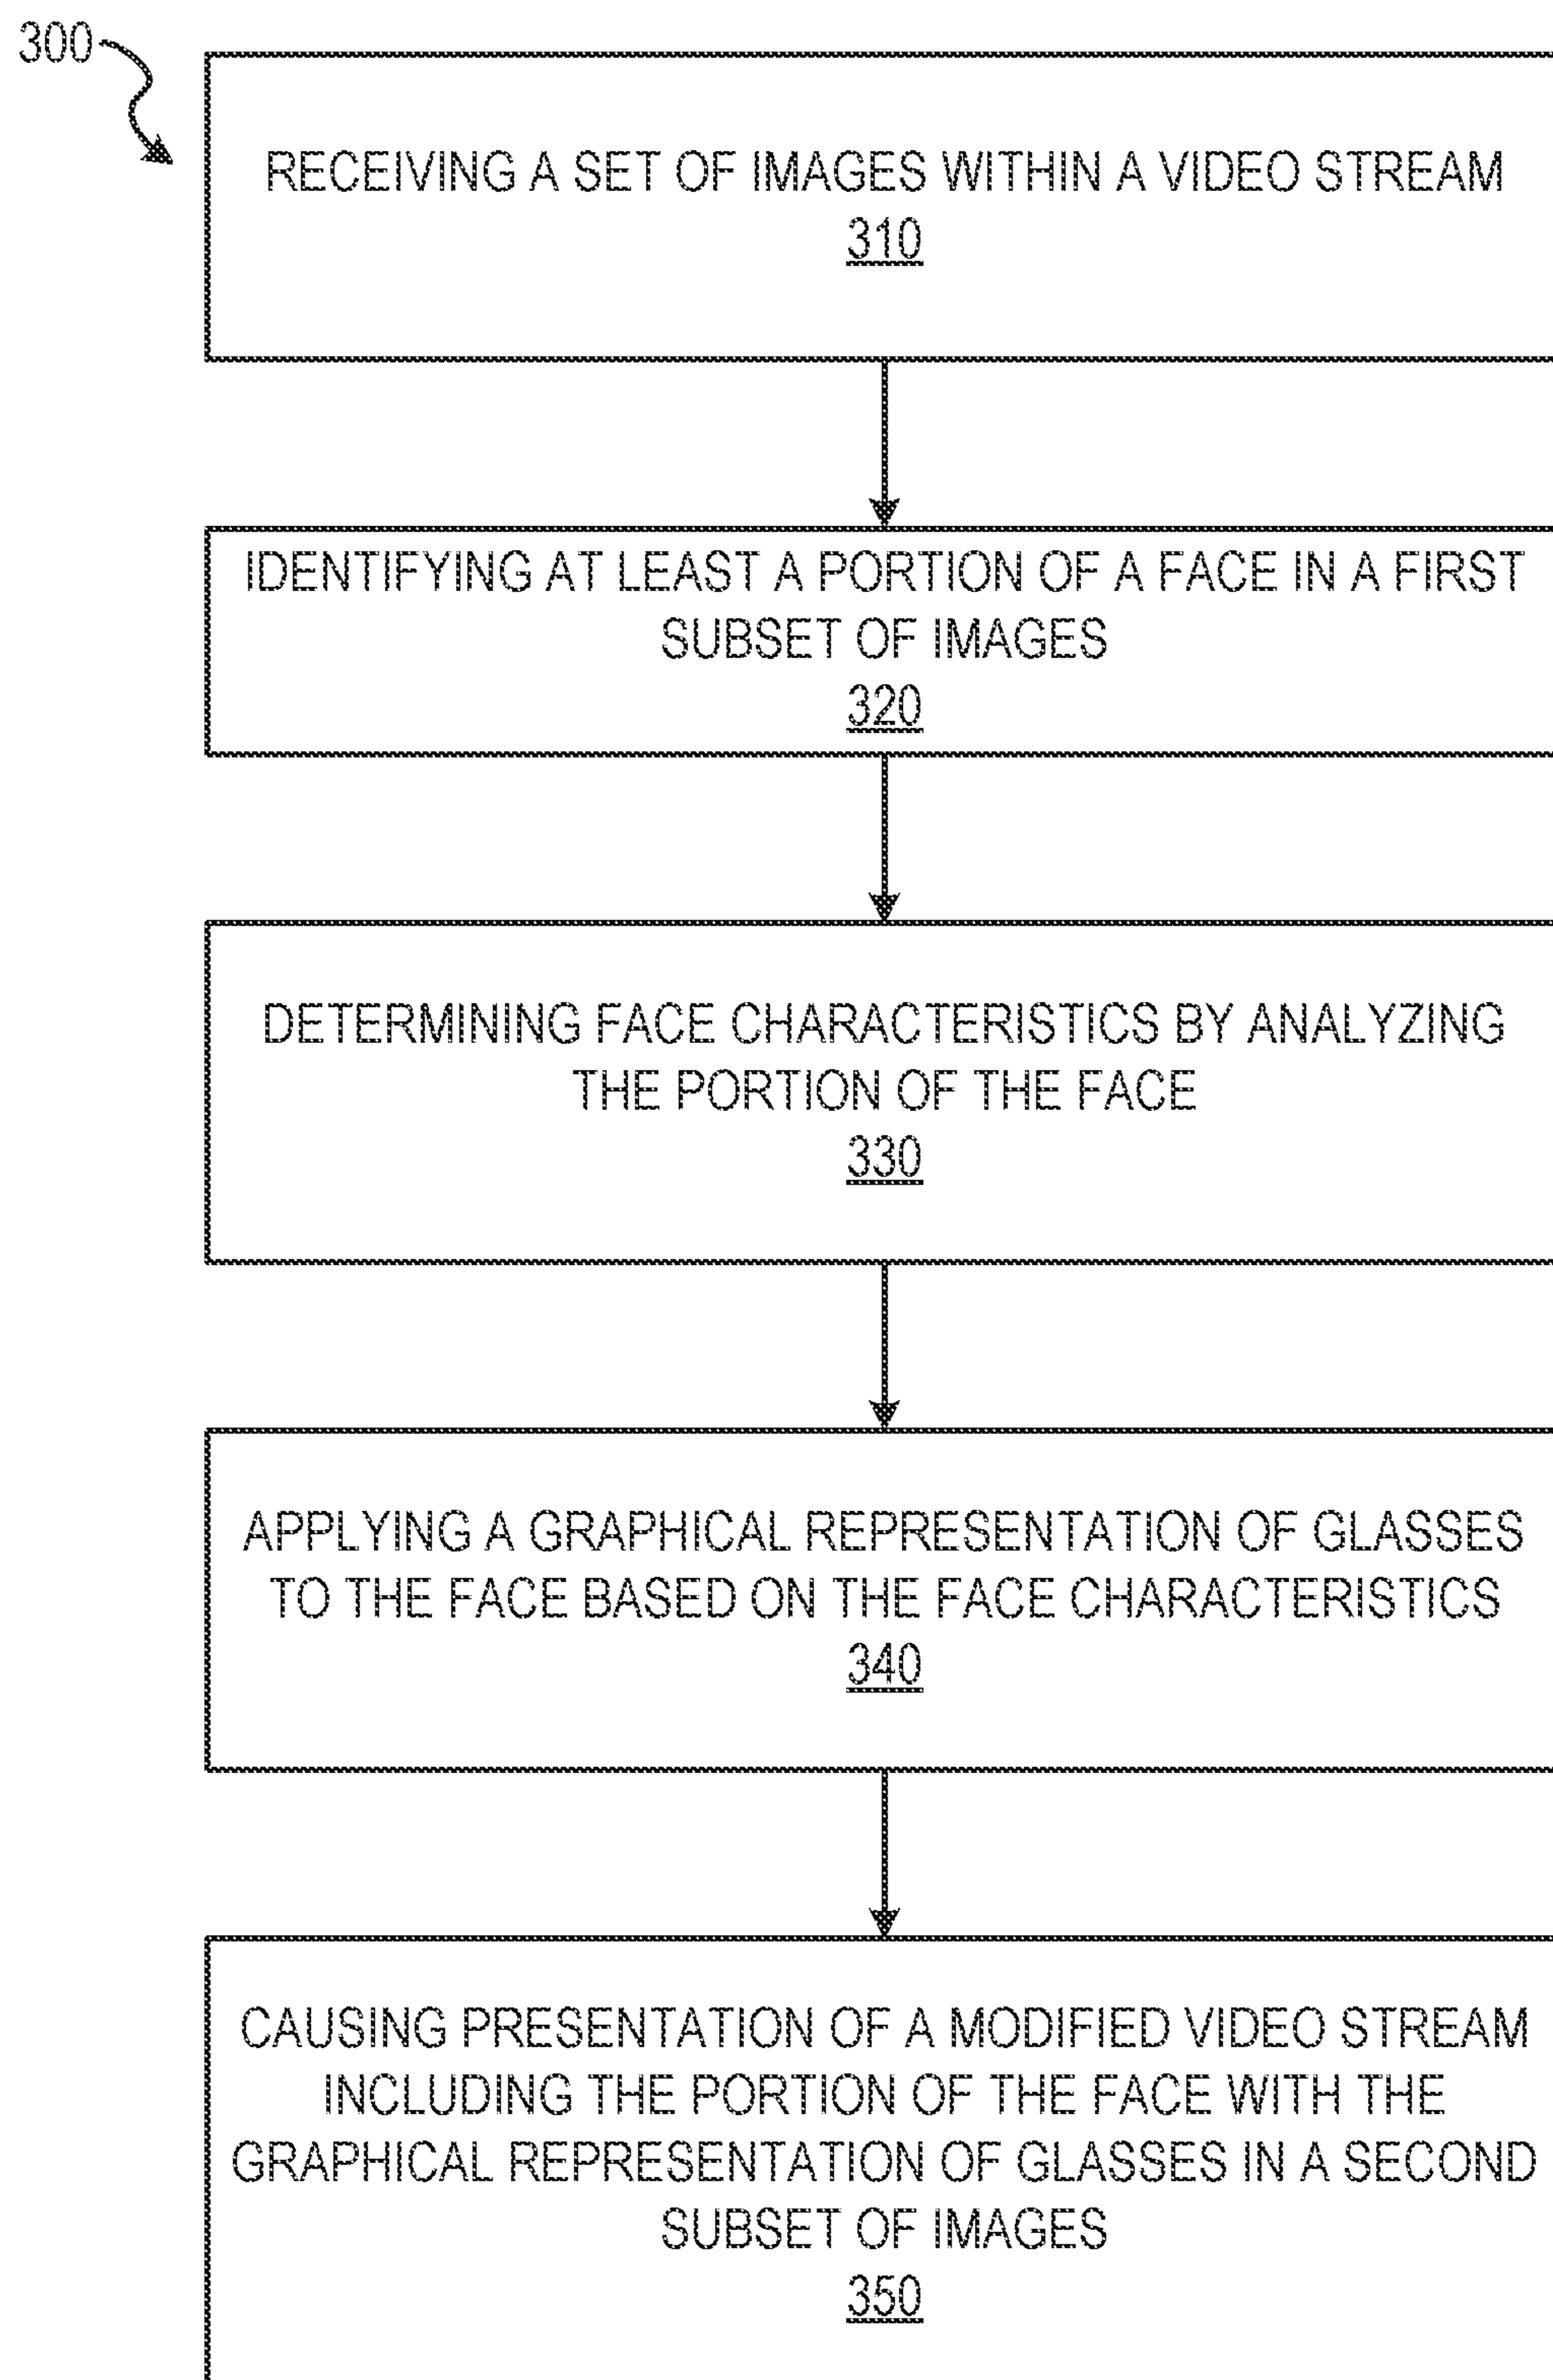 300
RECEIVING A SET OF IMAGES WITHIN A VIDEO STREAM
310
IDENTIFYING AT LEAST A PORTION OF A FACE IN A FIRST
SUBSET OF IMAGES
320
DETERMINING FACE CHARACTERISTICS BY ANALYZING
THE PORTION OF THE FACE
330
APPLYING A GRAPHICAL REPRESENTATION OF GLASSES
TO THE FACE BASED ON THE FACE CHARACTERISTICS
340
CAUSING PRESENTATION OF A MODIFIED VIDEO STREAM
INCLUDING THE PORTION OF THE FACE WITH THE
GRAPHICAL REPRESENTATION OF GLASSES IN A SECOND
SUBSET OF IMAGES
350